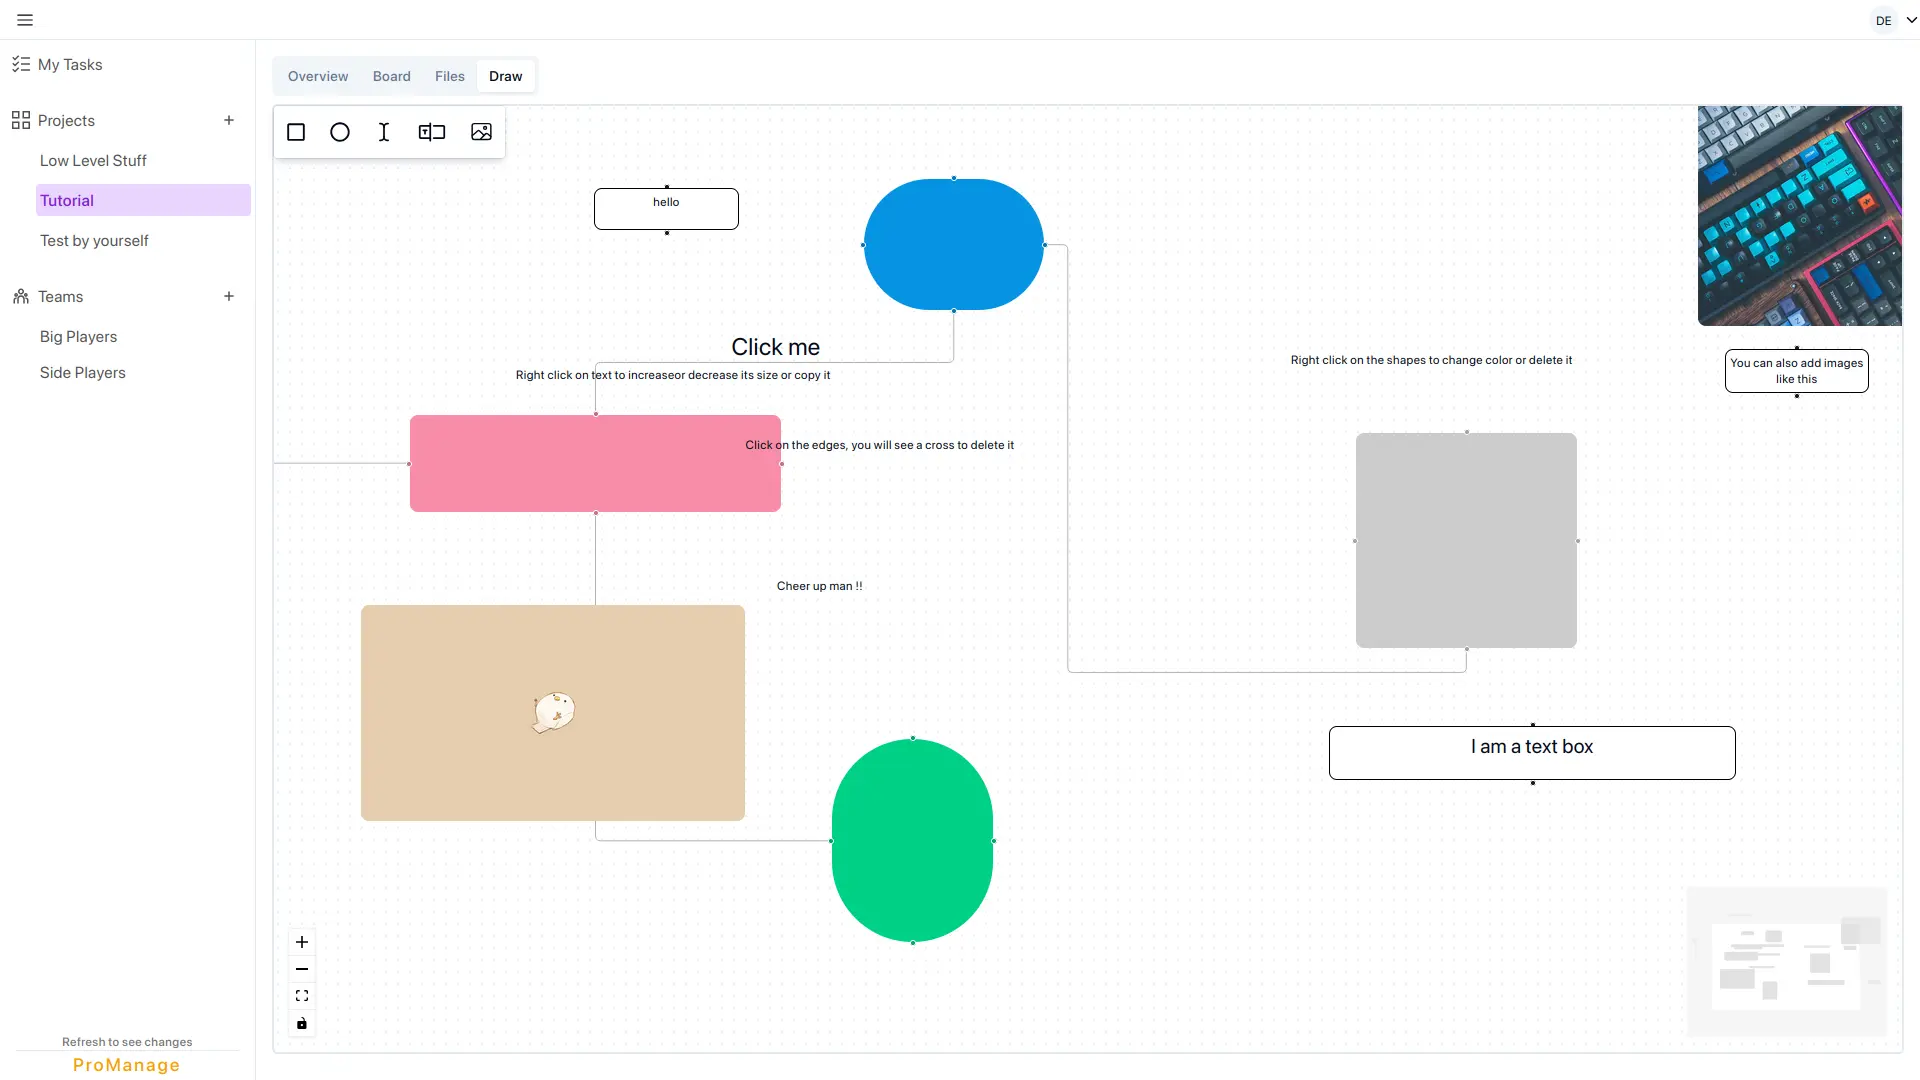 DE
My Tasks
Projects
Low Level Stuff
Tutorial
Test by yourself
Teams
Big Players
Side Players
Refresh to see changes
ProManage
Overview
Board
Files
Draw
hello
Click me
Right click on text to increaseor decrease its size or copy it
Click on the edges, you will see a cross to delete it
Cheer up man !!
Right click on the shapes to change color or delete it
You can also add images
like this
I am a text box